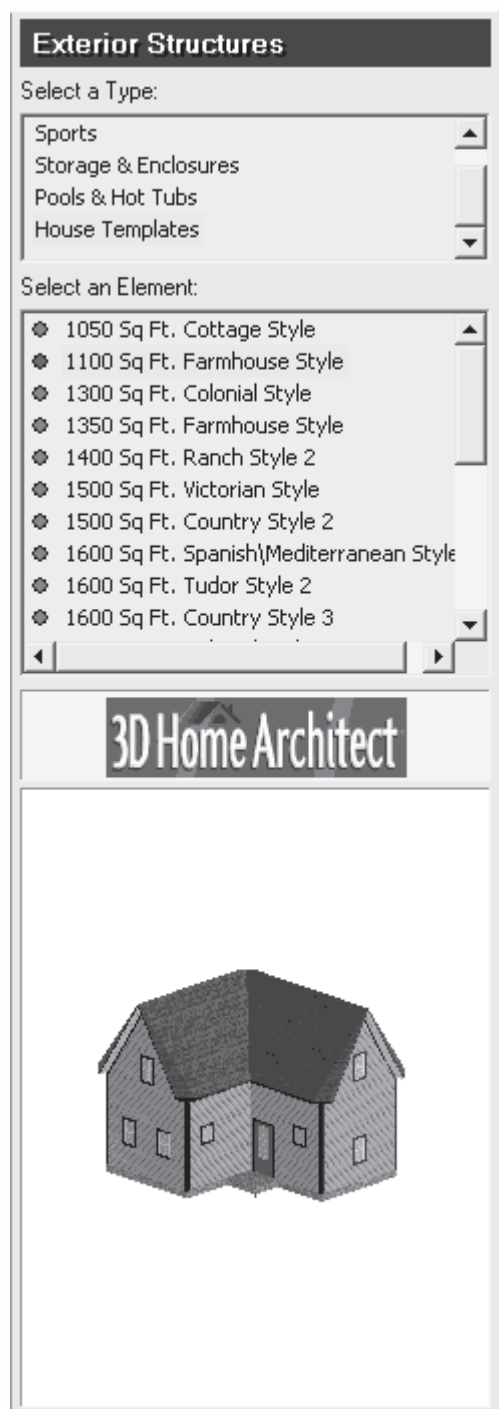 Exterior Structures
Select a Type:
Sports
Storage & Enclosures
Pools & Hot Tubs
House Templates
Select an Element:
1050 Sq Ft. Cottage Style
1100 Sq Ft. Farmhouse Style
1300 Sq Ft. Colonial Style
1350 Sq Ft. Farmhouse Style
1400 Sq Ft. Ranch Style 2
1500 Sq Ft. Victorian Style
1500 Sq Ft. Country Style 2
1600 Sq Ft. Spanish\Mediterranean Style
1600 Sq Ft. Tudor Style 2
1600 Sq Ft. Country Style 3
3D Home Architect